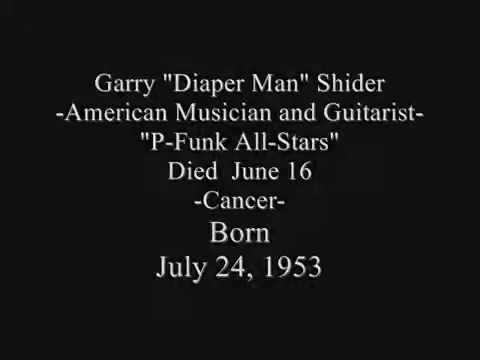 Garry "Diaper Man" Shider
-American Musician and Guitarist-
"P-Funk All-Stars"
Died  June 16
-Cancer-
Born
July 24, 1953